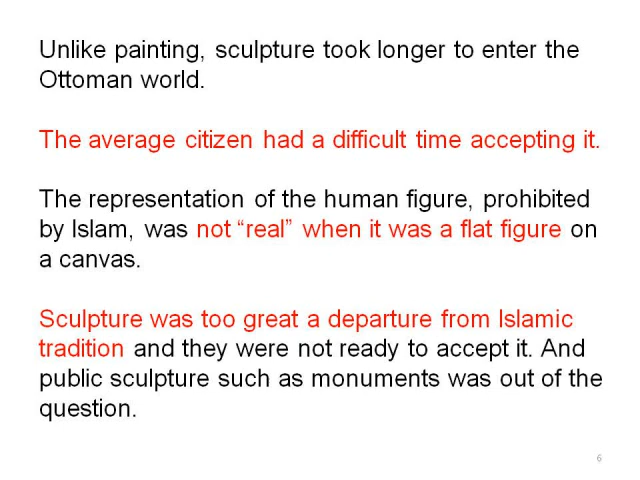 Unlike painting, sculpture took longer to enter the
Ottoman world.
The average citizen had a difficult time accepting it.
The representation of the human figure, prohibited
by Islam, was not “real” when it was a flat figure on
a canvas.
Sculpture was too great a departure from Islamic
tradition and they were not ready to accept it. And
public sculpture such as monuments was out of the
question.
6